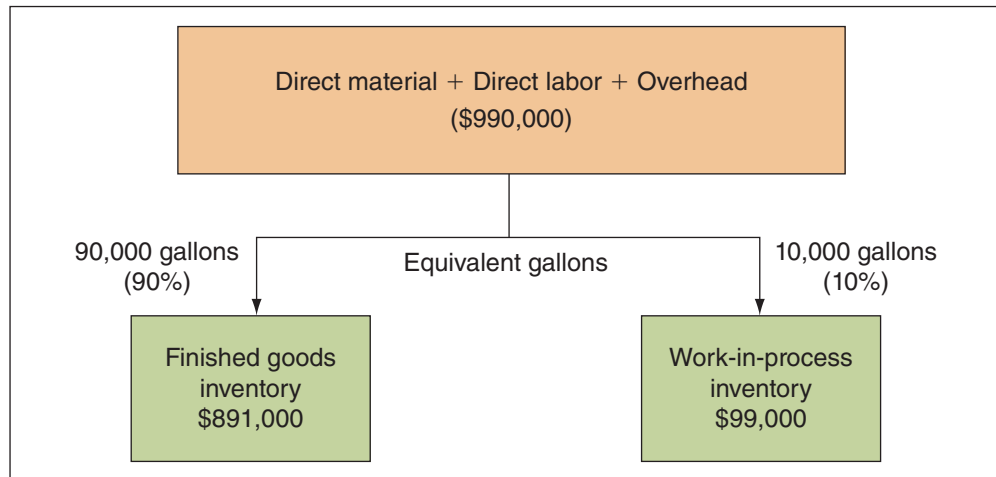 Direct material + Direct labor + Overhead
($990,000)
90,000 gallons
(90%)
Equivalent gallons
10,000 gallons
(10%)
Finished goods
inventory
$891,000
Work-in-process
inventory
$99,000